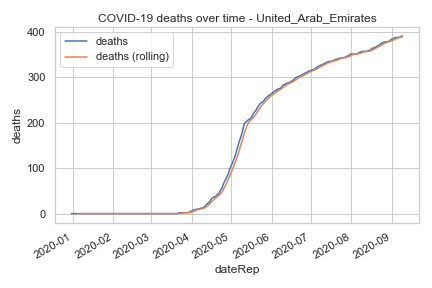 COVID-19 deaths over time - United_Arab_Emirates
deaths
deaths (rolling)
400
300
200
100
0
deaths
2020-01
2020-02
2020-03
2020-04
2020-05
2020-06
2020-07
2020-08
2020-09
dateRep